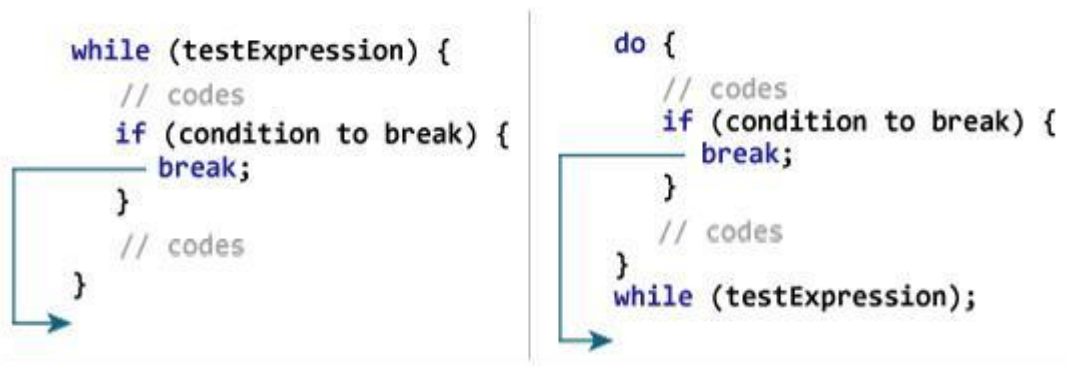 while (testExpression) {
// codes
if (condition to break) {
break;
}
// codes
}
do {
// codes
if (condition to break) {
break;
}
// codes
}
while (testExpression);